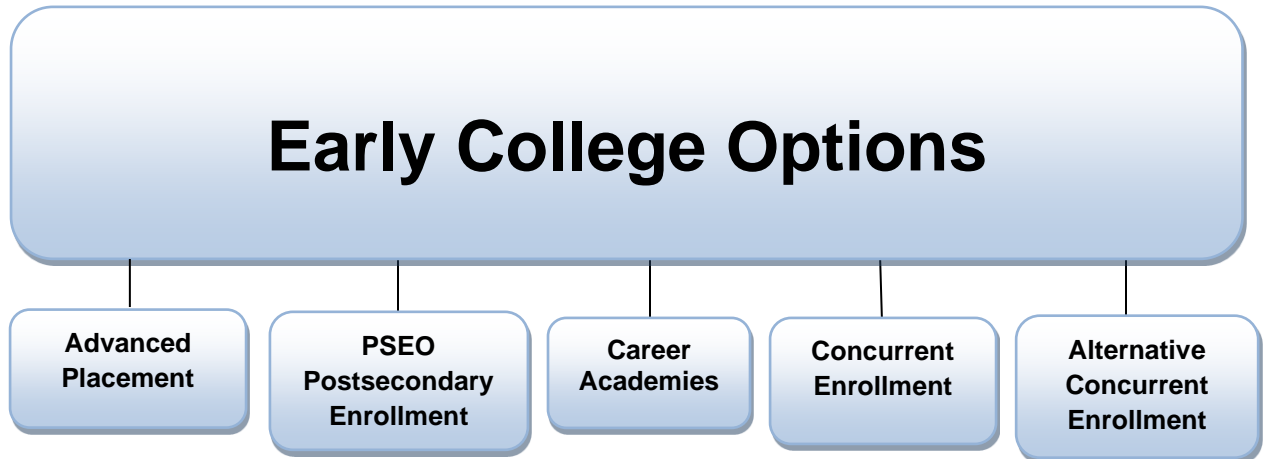 Early College Options
Advanced
Placement
PSEO
Postsecondary
Enrollment
Career
Academies
Concurrent
Enrollment
Alternative
Concurrent
Enrollment